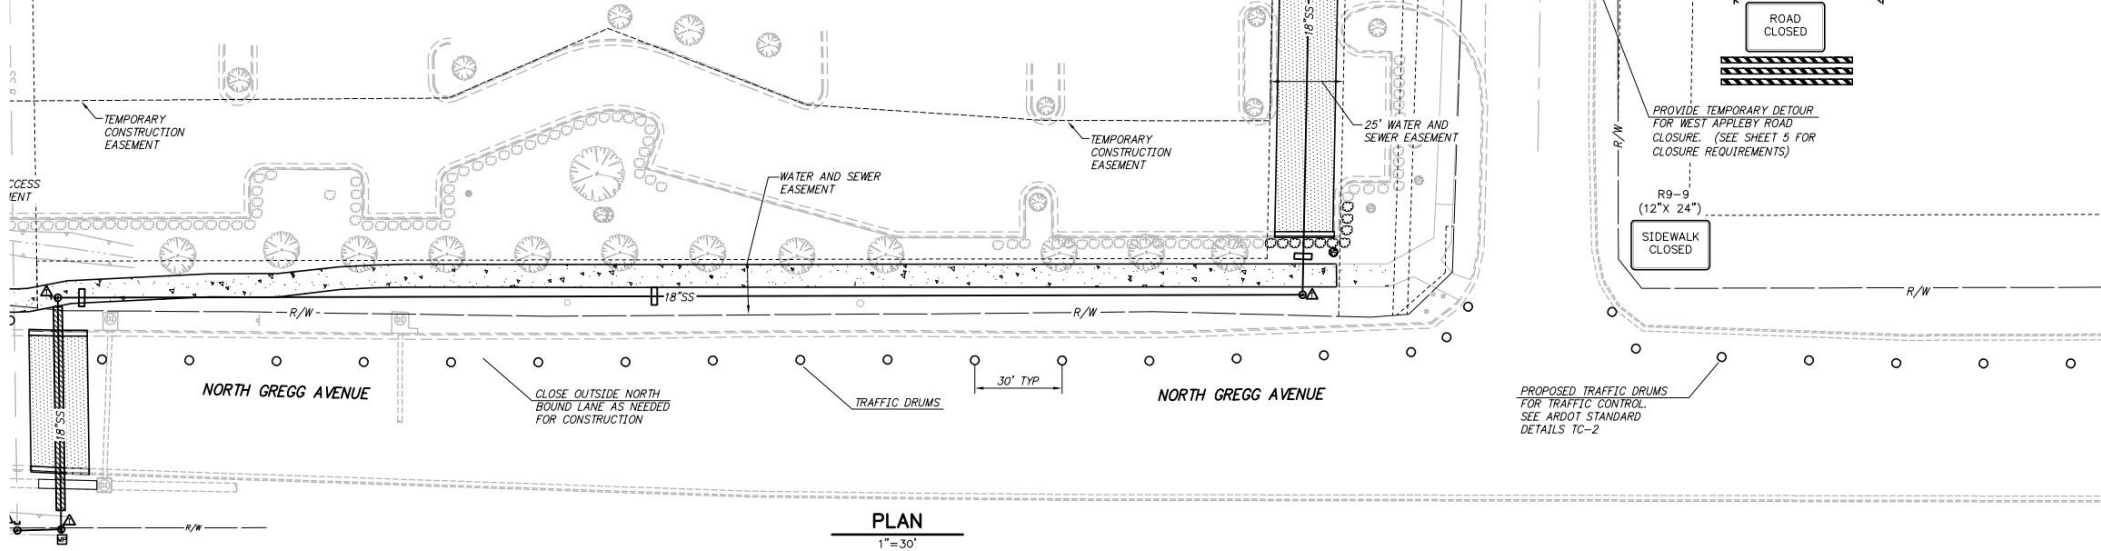 18"SS
ROAD
CLOSED
SS
TEMPORARY
CONSTRUCTION
EASEMENT
TEMPORARY
CONSTRUCTION
EASEMENT
25' WATER AND
SEWER EASEMENT
R/W
PROVIDE TEMPORARY DETOUR
FOR WEST APPLEBY ROAD
CLOSURE. (SEE SHEET 5 FOR
CLOSURE REQUIREMENTS)
CCESS
ENT
WATER AND SEWER
EASEMENT
R9-9
(12"X 24")
SIDEWALK
CLOSED
18"SS
R/W
R/W
R/W
30' TYP
NORTH GREGG AVENUE
CLOSE OUTSIDE NORTH
BOUND LANE AS NEEDED
FOR CONSTRUCTION
TRAFFIC DRUMS
NORTH GREGG AVENUE
PROPOSED TRAFFIC DRUMS
FOR TRAFFIC CONTROL.
SEE ARDOT STANDARD
DETAILS TC-2
18"SS
R/W
PLAN
1"=30'